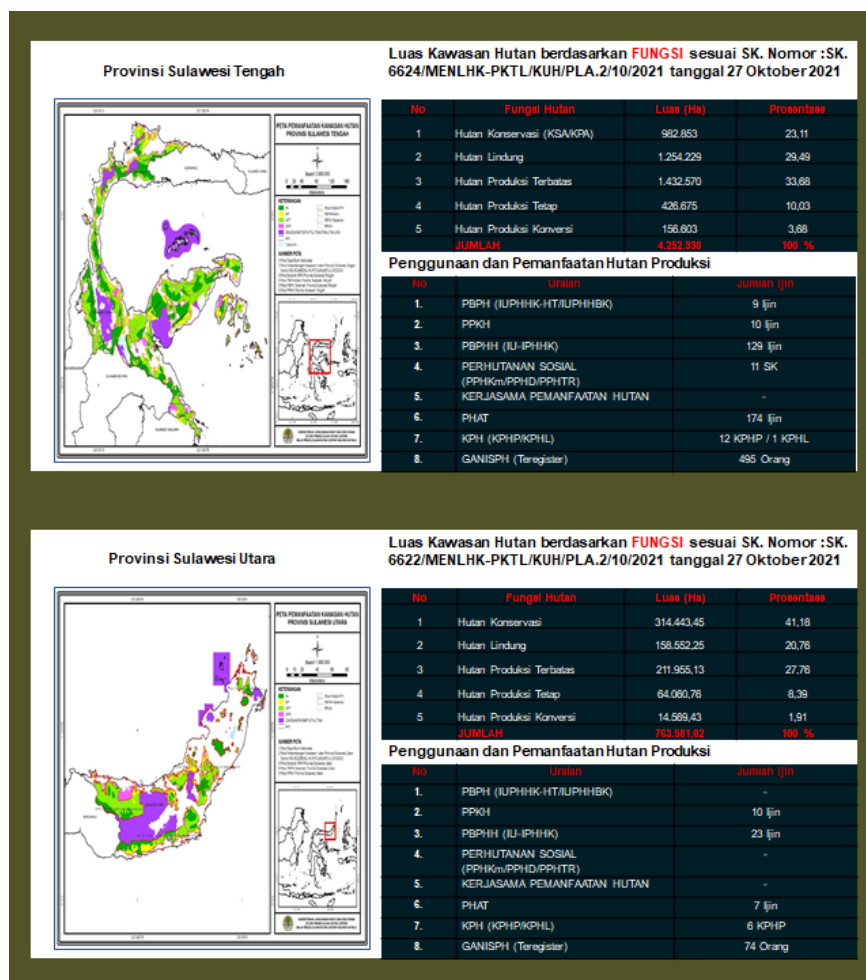 Provinsi Sulawesi Tengah
Luas Kawasan Hutan berdasarkan FUNGSI sesuai SK. Nomor :SK.
6624/MENLHK-PKTL/KUH/PLA.2/10/2021 tanggal 27 Oktober 2021
PETA PEMANFAATAN KAWASAN HUTAN
PROVINSI SULAWESI TENGAH
KETERANGAN
SUMBER PETA
No Fungsi Hutan Luas (Ha) Prosentase
1 Hutan Konservasi (KSA/KPA) 982.853 23,11
2 Hutan Lindung 1.254.229 29,49
3 Hutan Produksi Terbatas 1.432.570 33,68
4 Hutan Produksi Tetap 426.675 10,03
5 Hutan Produksi Konversi 156.603 3,68
JUMLAH 4.252.930 100 %
Penggunaan dan Pemanfaatan Hutan Produksi
No Uraian Jumlah Ijin
1. PBPH (IUPHHK-HT/IUPHHBK) 9 Ijin
2. PPKH 10 Ijin
3. PBPHH (IU-IPHHK) 129 Ijin
4. PERHUTANAN SOSIAL 11 SK
(PPHKm/PPHD/PPHTR)
5. KERJASAMA PEMANFAATAN HUTAN -
6. PHAT 174 Ijin
7. KPH (KPHP/KPHL) 12 KPHP / 1 KPHL
8. GANISPH (Teregister) 495 Orang
Provinsi Sulawesi Utara
Luas Kawasan Hutan berdasarkan FUNGSI sesuai SK. Nomor :SK.
6622/MENLHK-PKTL/KUH/PLA.2/10/2021 tanggal 27 Oktober 2021
PETA PEMANFAATAN KAWASAN HUTAN
PROVINSI SULAWESI UTARA
KETERANGAN
SUMBER PETA
No Fungsi Hutan Luas (Ha) Prosentase
1 Hutan Konservasi 314.443,45 41,18
2 Hutan Lindung 158.552,25 20,76
3 Hutan Produksi Terbatas 211.955,13 27,76
4 Hutan Produksi Tetap 64.060,76 8,39
5 Hutan Produksi Konversi 14.569,43 1,91
JUMLAH 763.581,02 100 %
Penggunaan dan Pemanfaatan Hutan Produksi
No Uraian Jumlah Ijin
1. PBPH (IUPHHK-HT/IUPHHBK) -
2. PPKH 10 Ijin
3. PBPHH (IU-IPHHK) 23 Ijin
4. PERHUTANAN SOSIAL -
(PPHKm/PPHD/PPHTR)
5. KERJASAMA PEMANFAATAN HUTAN -
6. PHAT 7 Ijin
7. KPH (KPHP/KPHL) 6 KPHP
8. GANISPH (Teregister) 74 Orang